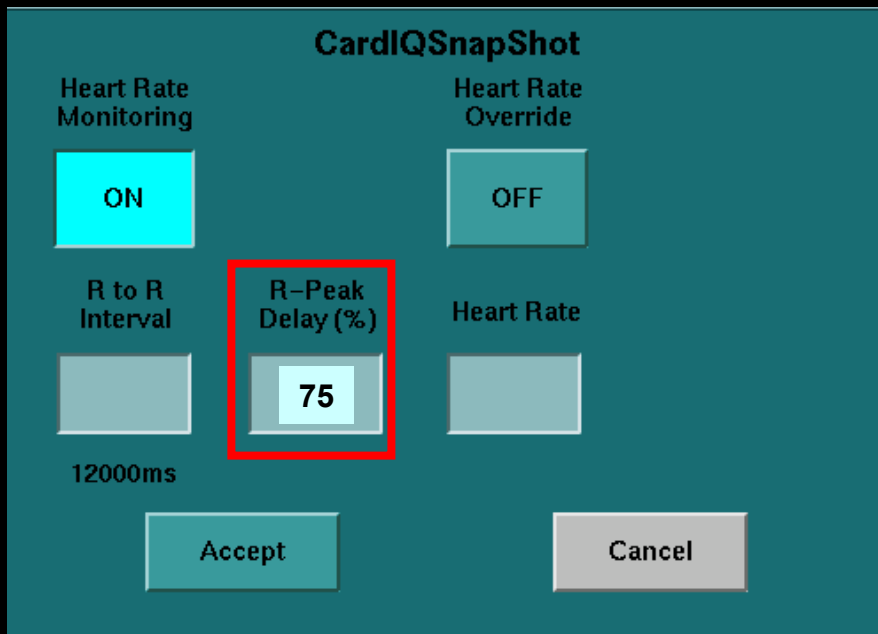 CardIQSnapShot
Heart Rate
Monitoring
Heart Rate
Override
ON
OFF
R to R
Interval
R-Peak
Delay (%)
Heart Rate
75
12000ms
Accept
Cancel